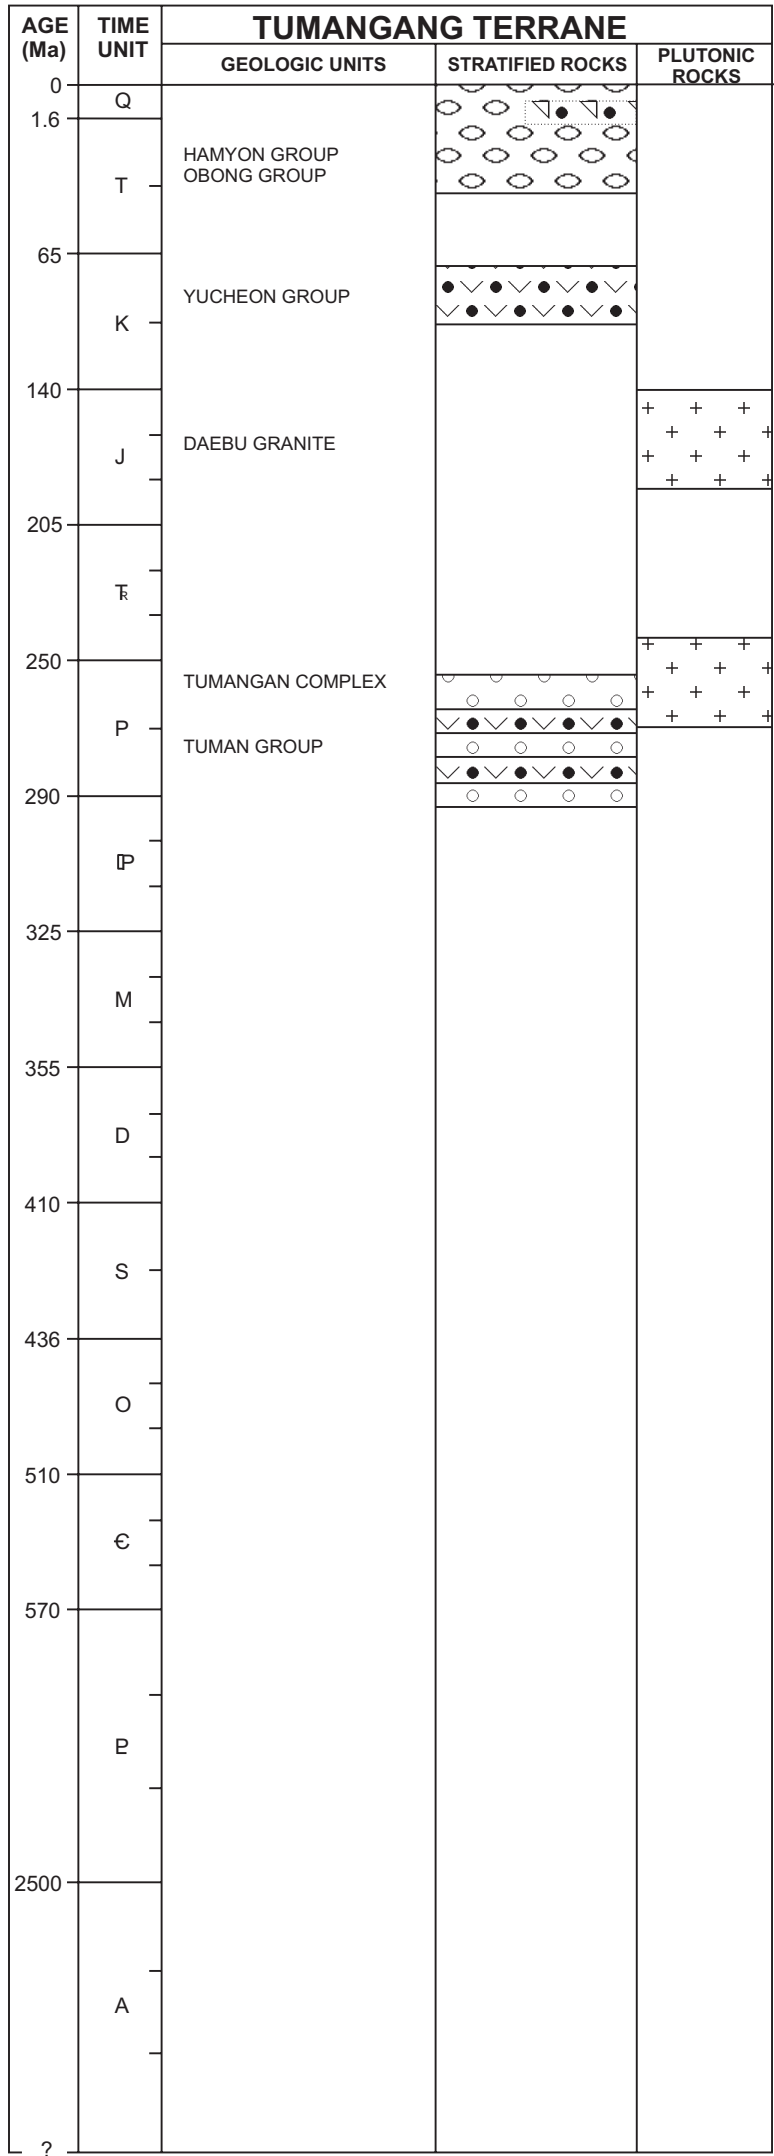 AGE
(Ma)
TIME
UNIT
TUMANGANG TERRANE
GEOLOGIC UNITS
STRATIFIED ROCKS
PLUTONIC
ROCKS
0
Q
1.6
HAMYON GROUP
OBONG GROUP
T
65
YUCHEON GROUP
K
140
DAEBU GRANITE
J
205
TR
250
TUMANGAN COMPLEX
P
TUMAN GROUP
290
IP
325
M
355
D
410
S
436
O
510
Є
570
P
2500
A
?